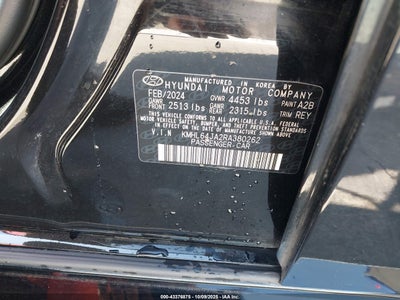 MANUFACTURED IN KOREA BY
HYUNDAI MOTOR COMPANY
FEB/2024 GVWR 4453 lbs PAINT A2B
GAWR FRONT 2513 lbs GAWR REAR 2315 lbs TRIM REY
THIS VEHICLE CONFORMS TO ALL APPLICABLE
FEDERAL MOTOR VEHICLE SAFETY, BUMPER, AND
THEFT PREVENTION STANDARDS IN EFFECT ON
THE DATE OF MANUFACTURE SHOWN ABOVE.
V.I.N KMHL64JA2RA380262
PASSENGER-CAR
000-43376875 - 10/09/2025 - IAA Inc.